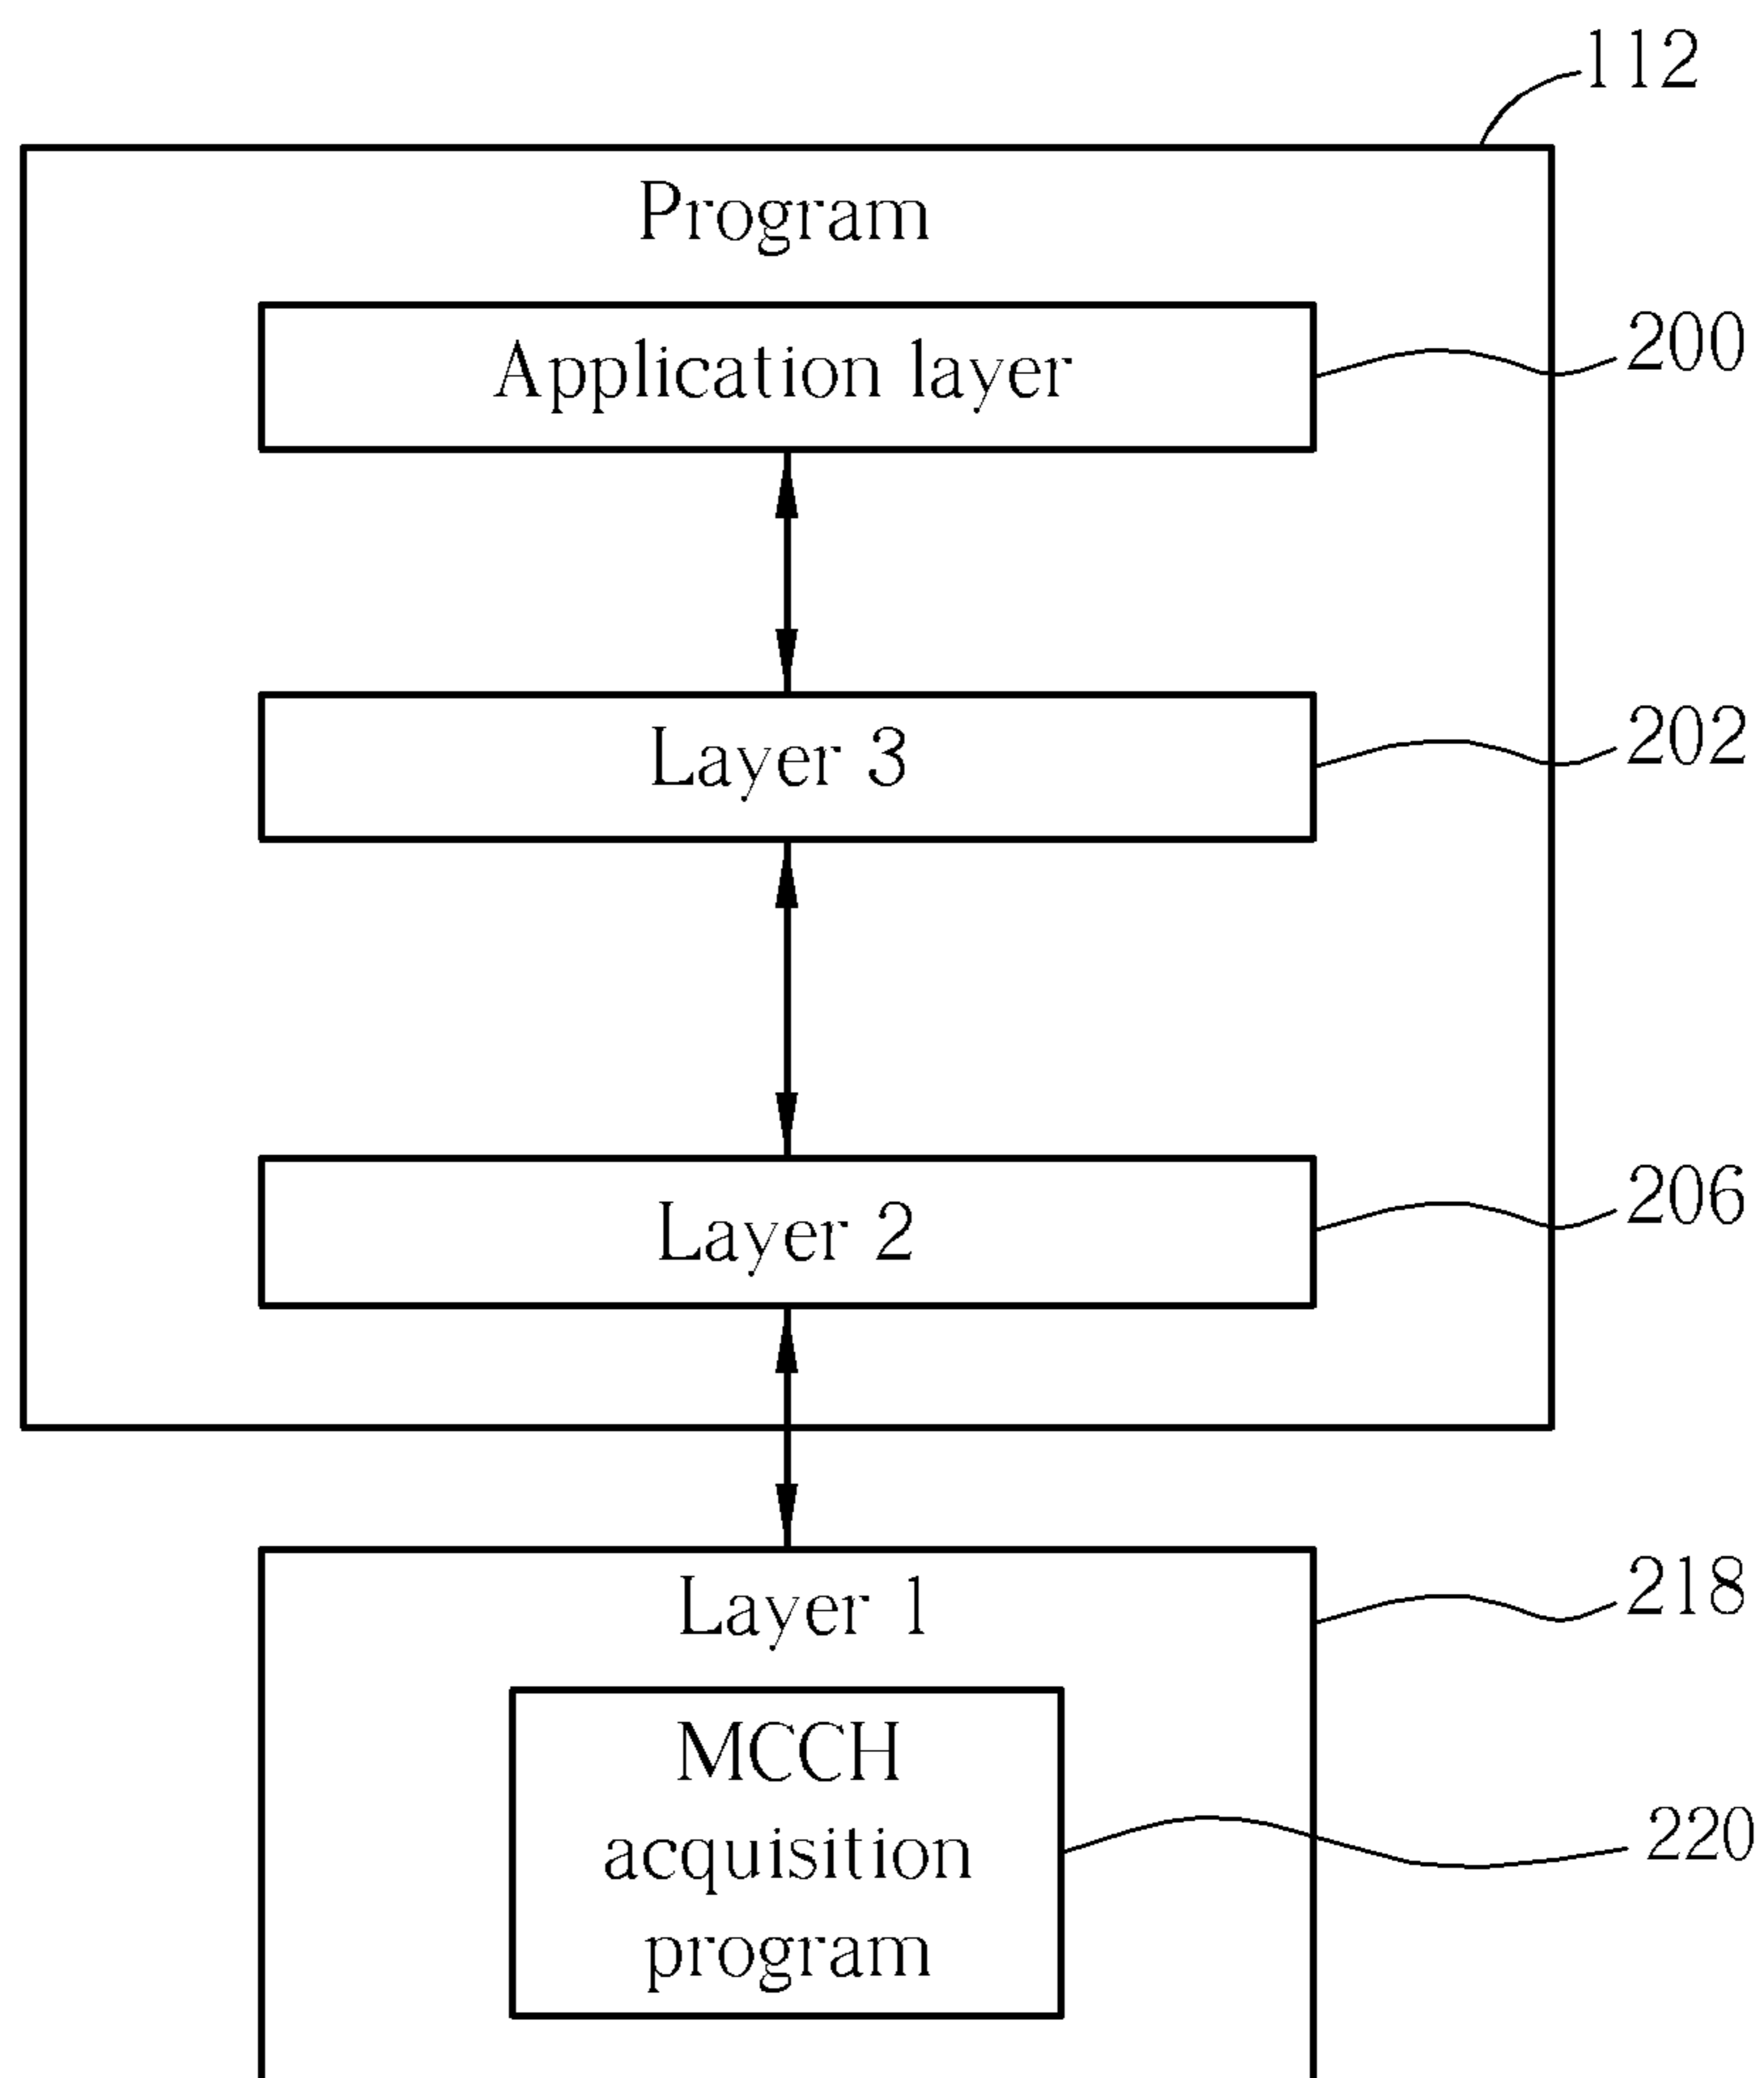 112
Program
Application layer
200
Layer 3
202
Layer 2
206
Layer 1
218
MCCH
acquisition
program
220